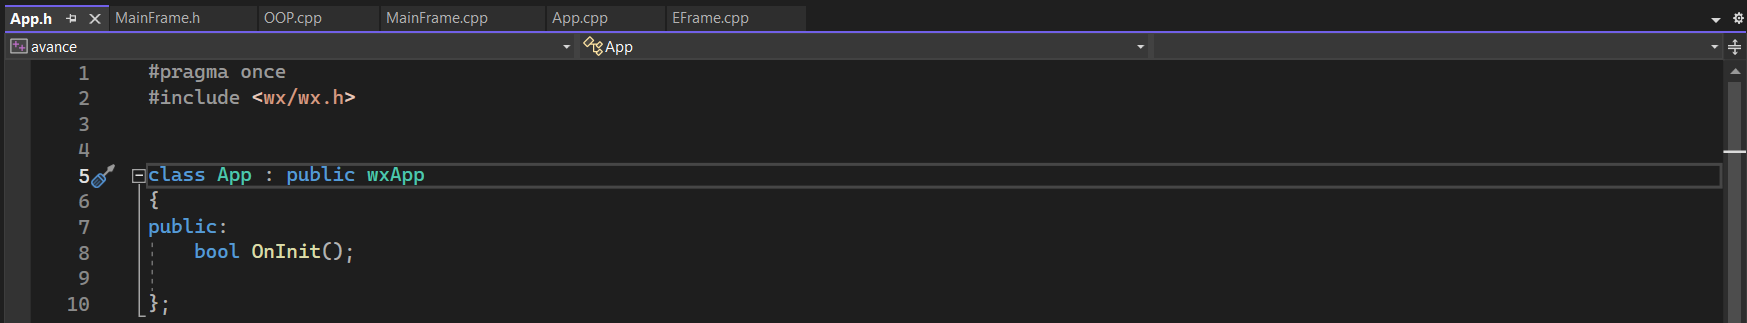 App.h MainFrame.h OOP.cpp MainFrame.cpp App.cpp EFrame.cpp
avance App
1 #pragma once
2 #include <wx/wx.h>
3
4
5 class App : public wxApp
6 {
7 public:
8 bool OnInit();
9
10 };